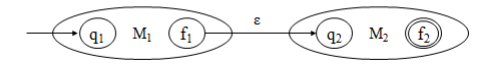 ε
q₁ M₁ f₁ q₂ M₂ f₂